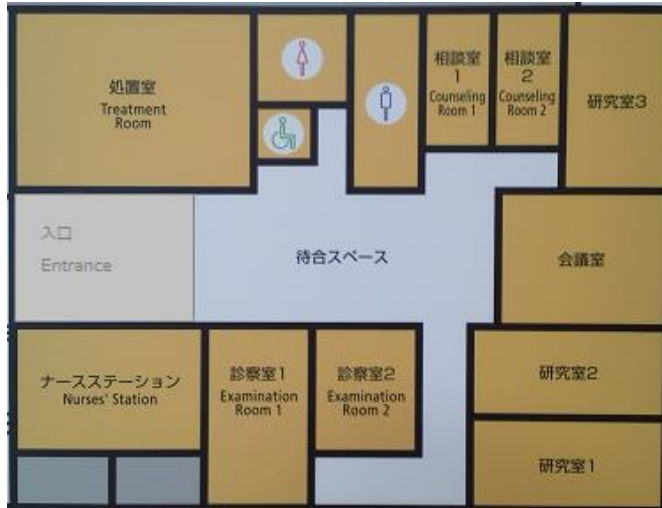 処置室
Treatment
Room
相談室
1
Counseling
Room 1
相談室
2
Counseling
Room 2
研究室3
入口
Entrance
待合スペース
会議室
ナースステーション
Nurses' Station
診察室1
Examination
Room 1
診察室2
Examination
Room 2
研究室2
研究室1